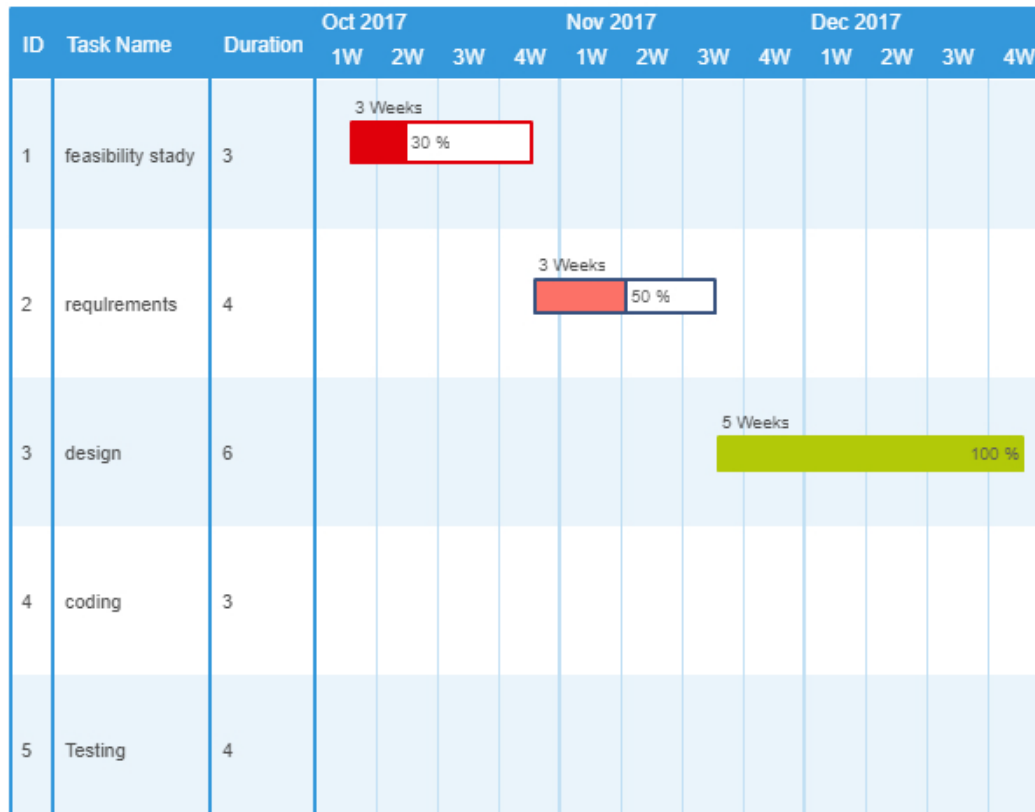 Oct 2017 Nov 2017 Dec 2017
ID Task Name Duration
1W 2W 3W 4W 1W 2W 3W 4W 1W 2W 3W 4W
3 Weeks
1 feasibility stady 3 30 %
3 Weeks
2 requIrements 4 50 %
5 Weeks
3 design 6 100 %
4 coding 3
5 Testing 4